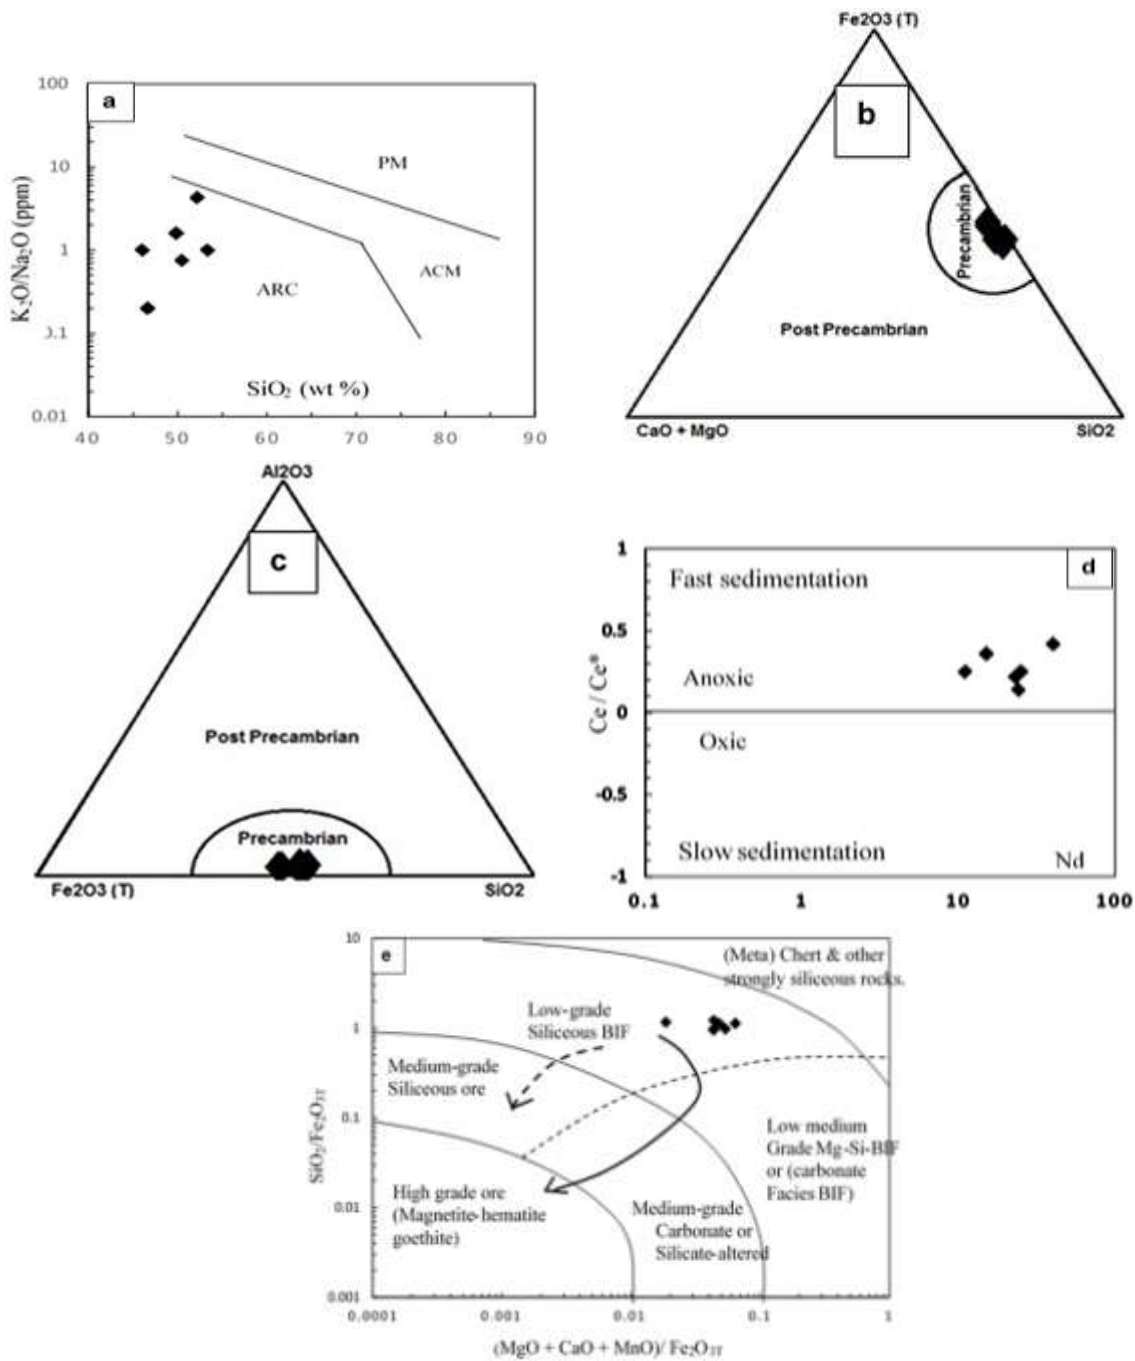 a
100
10
1
0.1
0.01
K2O/Na2O (ppm)
PM
ACM
ARC
SiO2 (wt %)
40 50 60 70 80 90
Fe2O3 (T)
b
Precambrian
Post Precambrian
CaO + MgO
SiO2
Al2O3
c
Post Precambrian
Precambrian
Fe2O3 (T)
SiO2
d
1
0.5
0
-0.5
-1
Ce / Ce*
Fast sedimentation
Anoxic
Oxic
Slow sedimentation
Nd
0.1 1 10 100
e
10
1
0.1
0.01
0.001
SiO2/Fe2O3T
(Meta) Chert & other
strongly siliceous rocks.
Low-grade
Siliceous BIF
Medium-grade
Siliceous ore
Low medium
Grade Mg-Si-BIF
or (carbonate
Facies BIF)
High grade ore
(Magnetite-hematite
goethite)
Medium-grade
Carbonate or
Silicate-altered
0.0001 0.001 0.01 0.1 1
(MgO + CaO + MnO)/ Fe2O3T